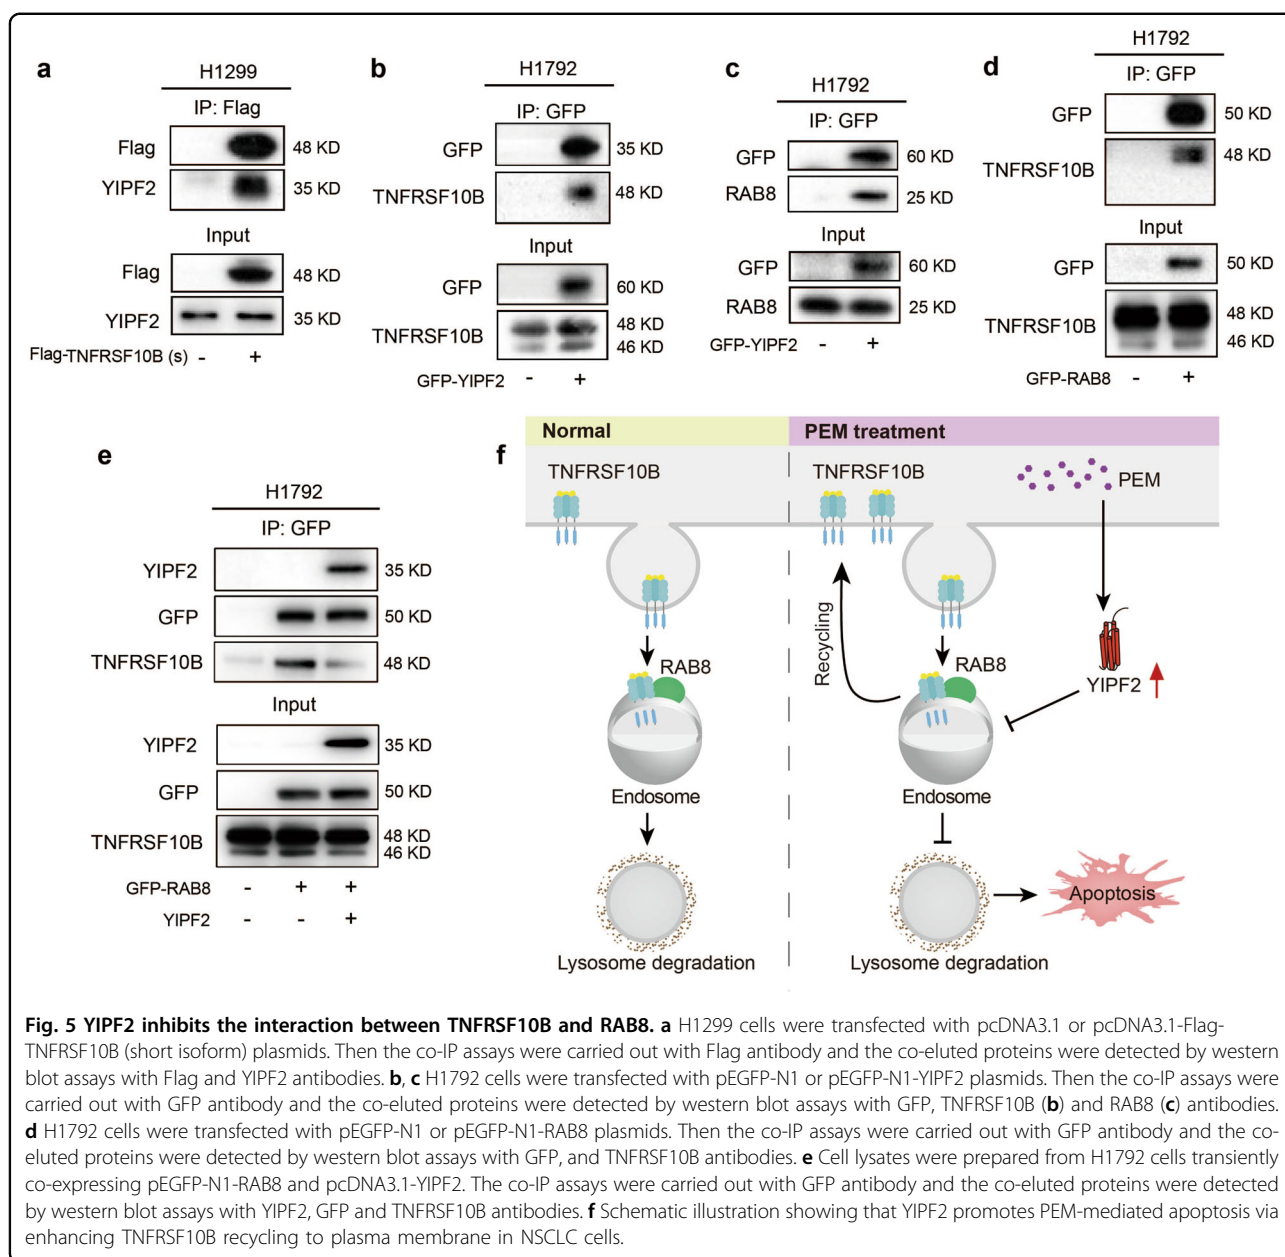 a
H1299
IP: Flag
Flag
48 KD
YIPF2
35 KD
Input
Flag
48 KD
YIPF2
35 KD
Flag-TNFRSF10B (s) - +
b
H1792
IP: GFP
GFP
35 KD
TNFRSF10B
48 KD
Input
GFP
60 KD
TNFRSF10B
48 KD
46 KD
GFP-YIPF2 - +
c
H1792
IP: GFP
GFP
60 KD
RAB8
25 KD
Input
GFP
60 KD
RAB8
25 KD
GFP-YIPF2 - +
d
H1792
IP: GFP
GFP
50 KD
TNFRSF10B
48 KD
Input
GFP
50 KD
TNFRSF10B
48 KD
46 KD
GFP-RAB8 - +
e
H1792
IP: GFP
YIPF2
35 KD
GFP
50 KD
TNFRSF10B
48 KD
Input
YIPF2
35 KD
GFP
50 KD
TNFRSF10B
48 KD
46 KD
GFP-RAB8 - + +
YIPF2 - - +
f
Normal
TNFRSF10B
RAB8
Endosome
Lysosome degradation
PEM treatment
TNFRSF10B
PEM
Recycling
RAB8
YIPF2
Endosome
Apoptosis
Lysosome degradation
Fig. 5 YIPF2 inhibits the interaction between TNFRSF10B and RAB8. a H1299 cells were transfected with pcDNA3.1 or pcDNA3.1-Flag-
TNFRSF10B (short isoform) plasmids. Then the co-IP assays were carried out with Flag antibody and the co-eluted proteins were detected by western
blot assays with Flag and YIPF2 antibodies. b, c H1792 cells were transfected with pEGFP-N1 or pEGFP-N1-YIPF2 plasmids. Then the co-IP assays were
carried out with GFP antibody and the co-eluted proteins were detected by western blot assays with GFP, TNFRSF10B (b) and RAB8 (c) antibodies.
d H1792 cells were transfected with pEGFP-N1 or pEGFP-N1-RAB8 plasmids. Then the co-IP assays were carried out with GFP antibody and the co-
eluted proteins were detected by western blot assays with GFP, and TNFRSF10B antibodies. e Cell lysates were prepared from H1792 cells transiently
co-expressing pEGFP-N1-RAB8 and pcDNA3.1-YIPF2. The co-IP assays were carried out with GFP antibody and the co-eluted proteins were detected
by western blot assays with YIPF2, GFP and TNFRSF10B antibodies. f Schematic illustration showing that YIPF2 promotes PEM-mediated apoptosis via
enhancing TNFRSF10B recycling to plasma membrane in NSCLC cells.